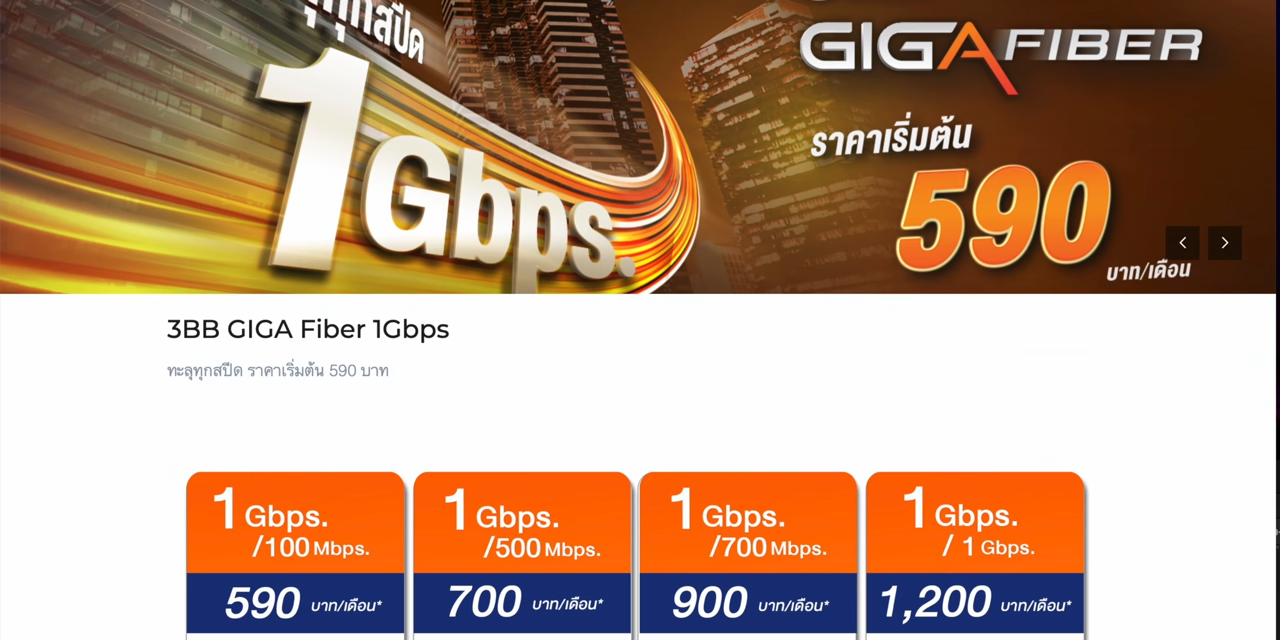 ทุกสปีด
1Gbps.
GIGA FIBER
ราคาเริ่มต้น
590
บาท/เดือน
3BB GIGA Fiber 1Gbps
ทะลุทุกสปีด ราคาเริ่มต้น 590 บาท
1 Gbps.
/100 Mbps.
590 บาท/เดือน*
1 Gbps.
/500 Mbps.
700 บาท/เดือน*
1 Gbps.
/700 Mbps.
900 บาท/เดือน*
1 Gbps.
/ 1 Gbps.
1,200 บาท/เดือน*